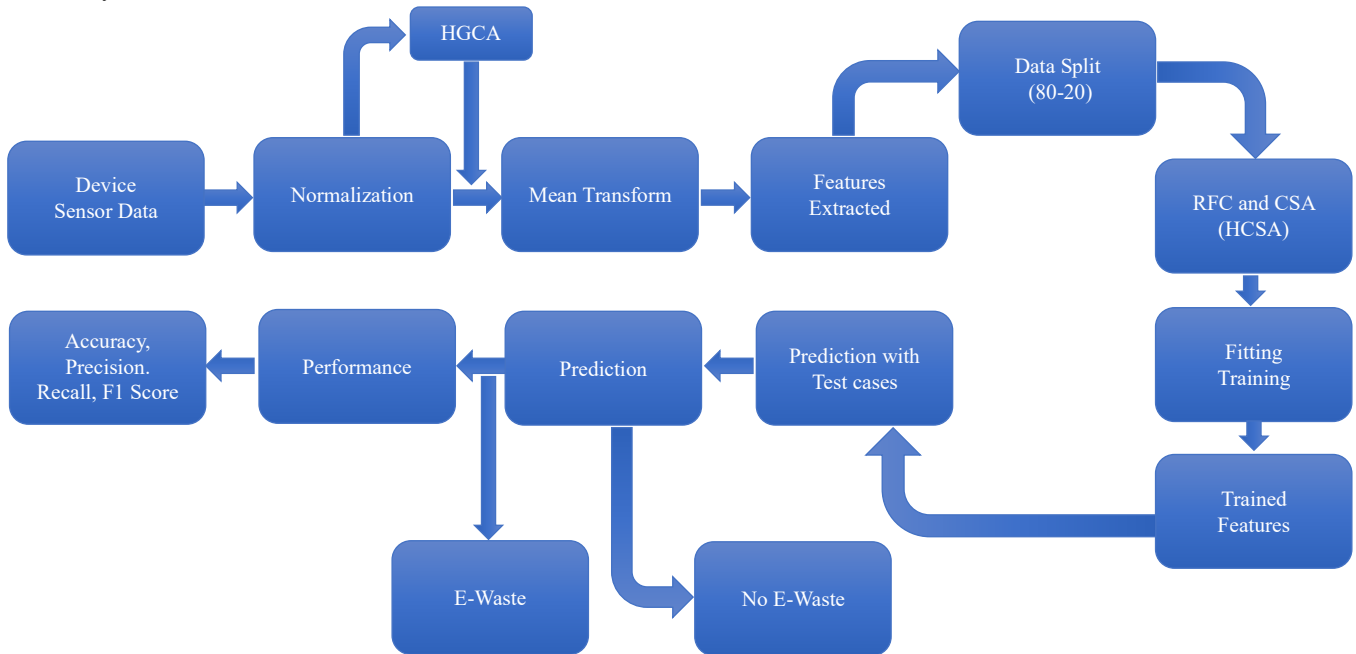 HGCA
Data Split
(80-20)
Device
Sensor Data
Normalization
Mean Transform
Features
Extracted
RFC and CSA
(HCSA)
Accuracy,
Precision.
Recall, F1 Score
Performance
Prediction
Prediction with
Test cases
Fitting
Training
Trained
Features
E-Waste
No E-Waste